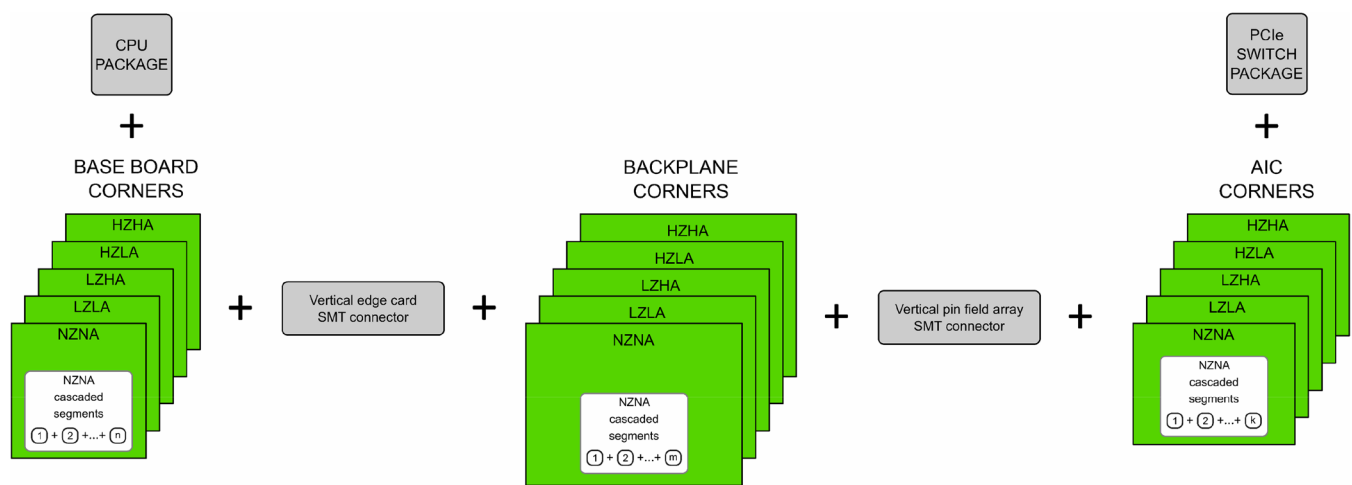 CPU
PACKAGE
+
BASE BOARD
CORNERS
HZHA
HZLA
LZHA
LZLA
NZNA
NZNA
cascaded
segments
1 + 2 +...+ n
+
Vertical edge card
SMT connector
+
BACKPLANE
CORNERS
HZHA
HZLA
LZHA
LZLA
NZNA
NZNA
cascaded
segments
1 + 2 +...+ m
+
Vertical pin field array
SMT connector
+
PCIe
SWITCH
PACKAGE
+
AIC
CORNERS
HZHA
HZLA
LZHA
LZLA
NZNA
NZNA
cascaded
segments
1 + 2 +...+ k